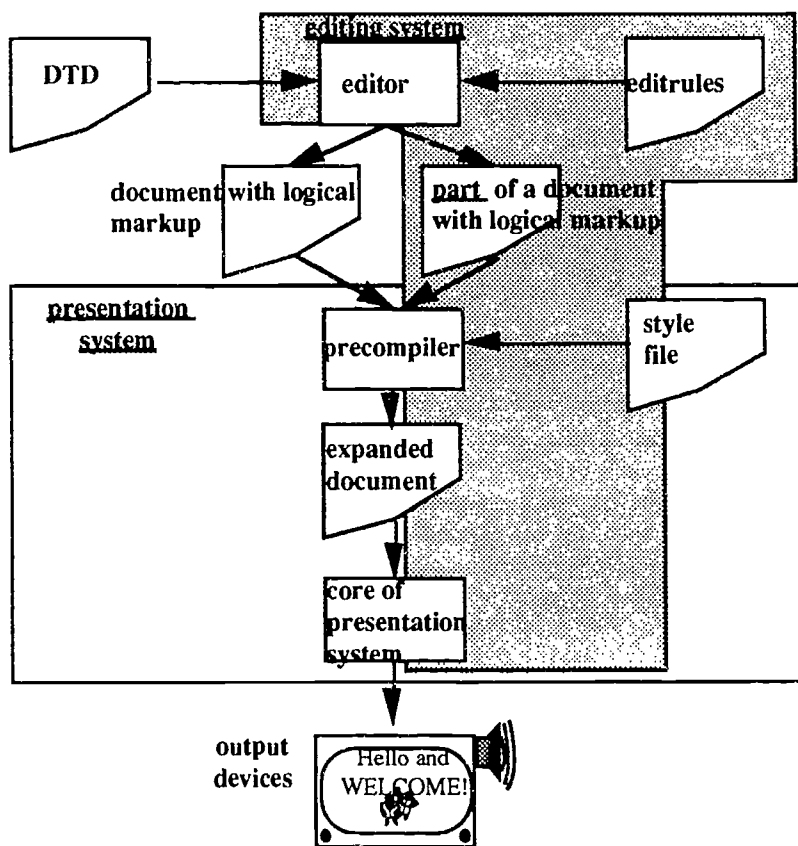 editing system
DTD
editor
editrules
document with logical
markup
part of a document
with logical markup
presentation
system
precompiler
style
file
expanded
document
core of
presentation
system
output
devices
Hello and
WELCOME!